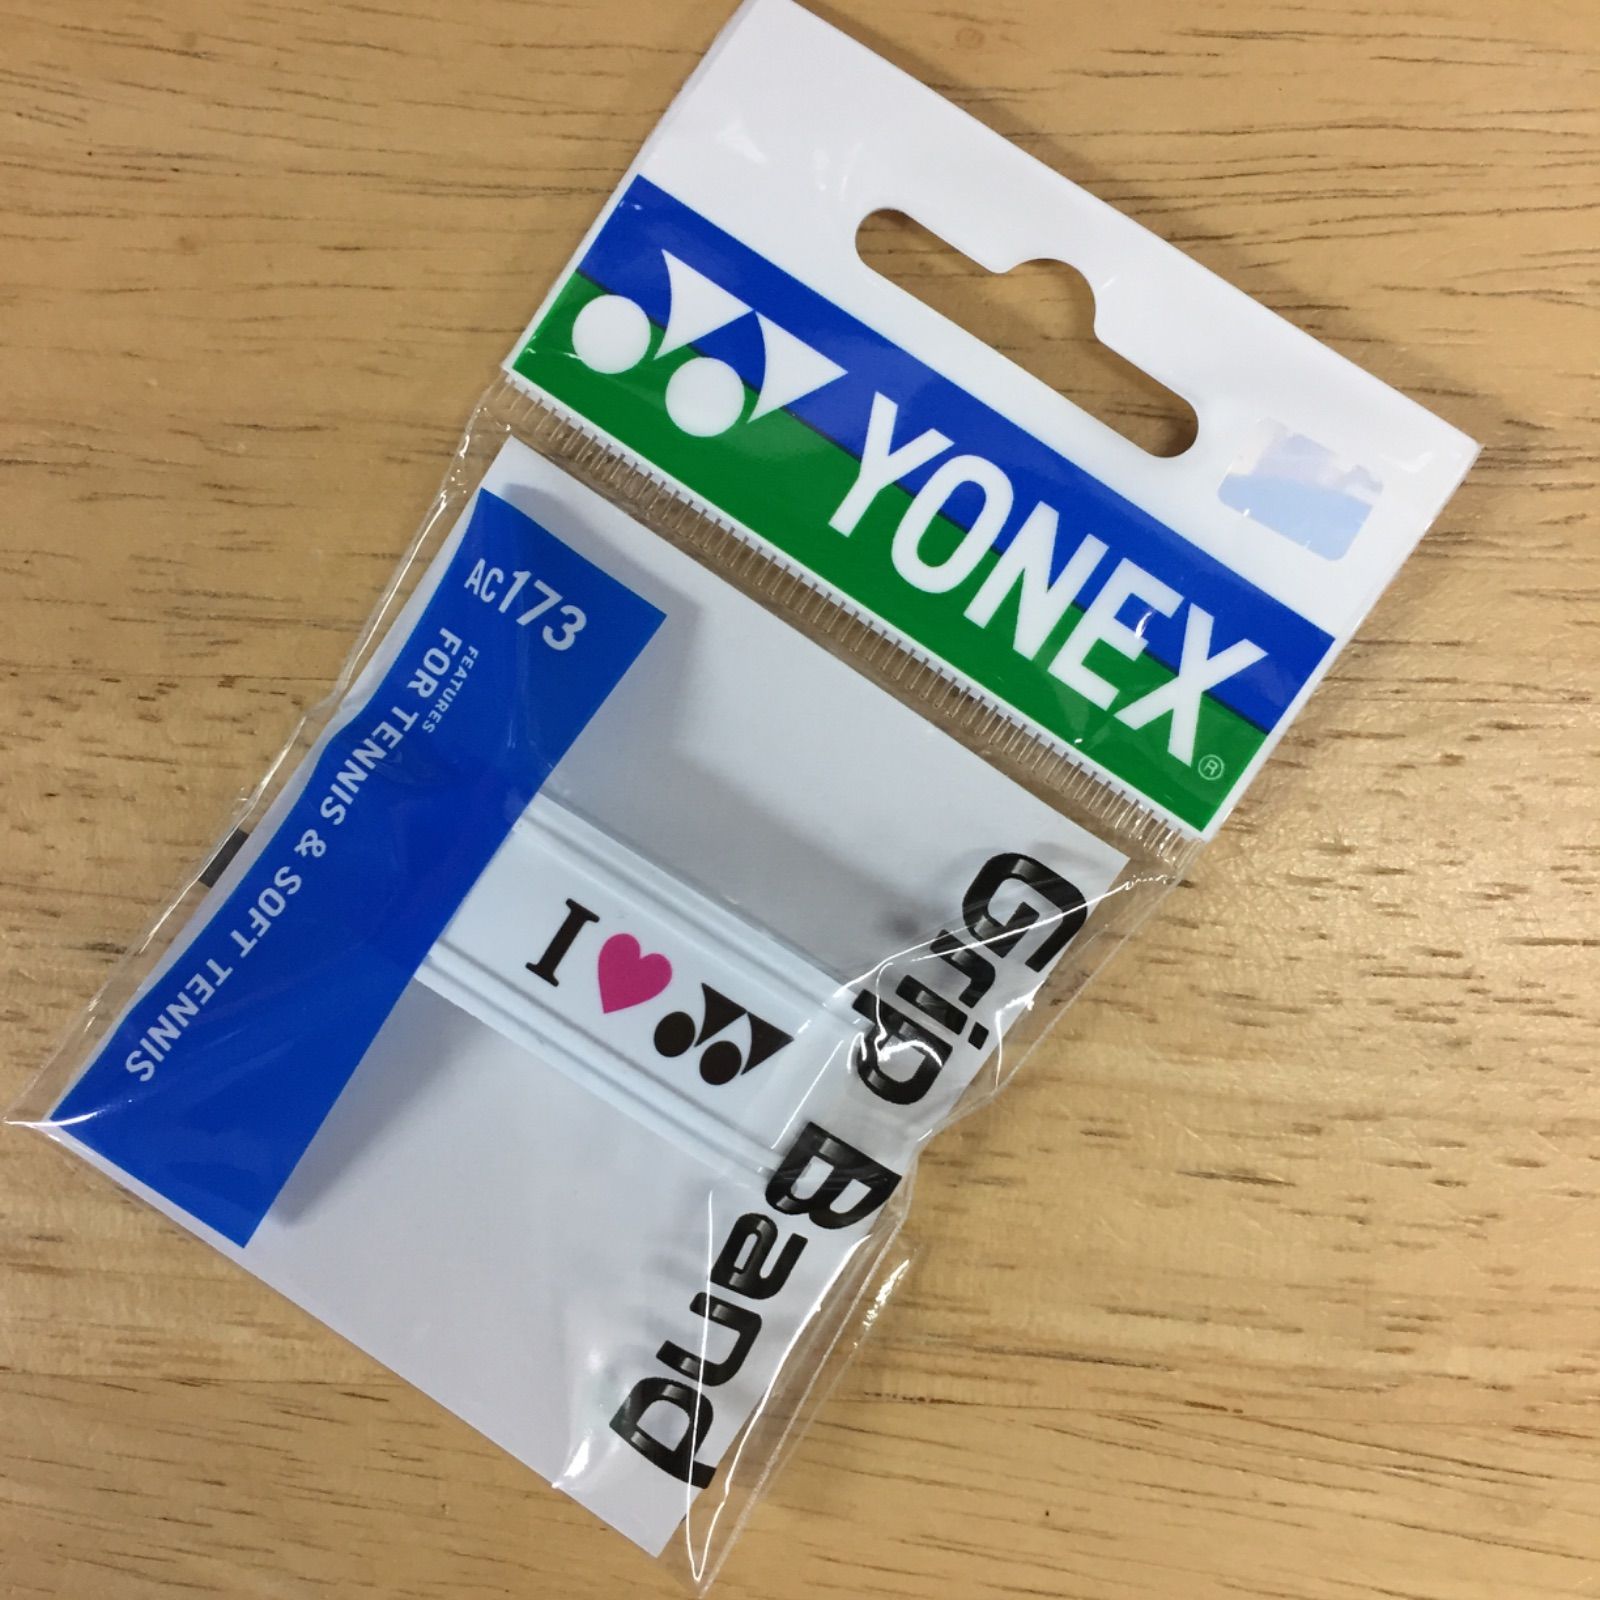 YONEX®
AC173
FEATURES
FOR TENNIS & SOFT TENNIS
I
Grip Band